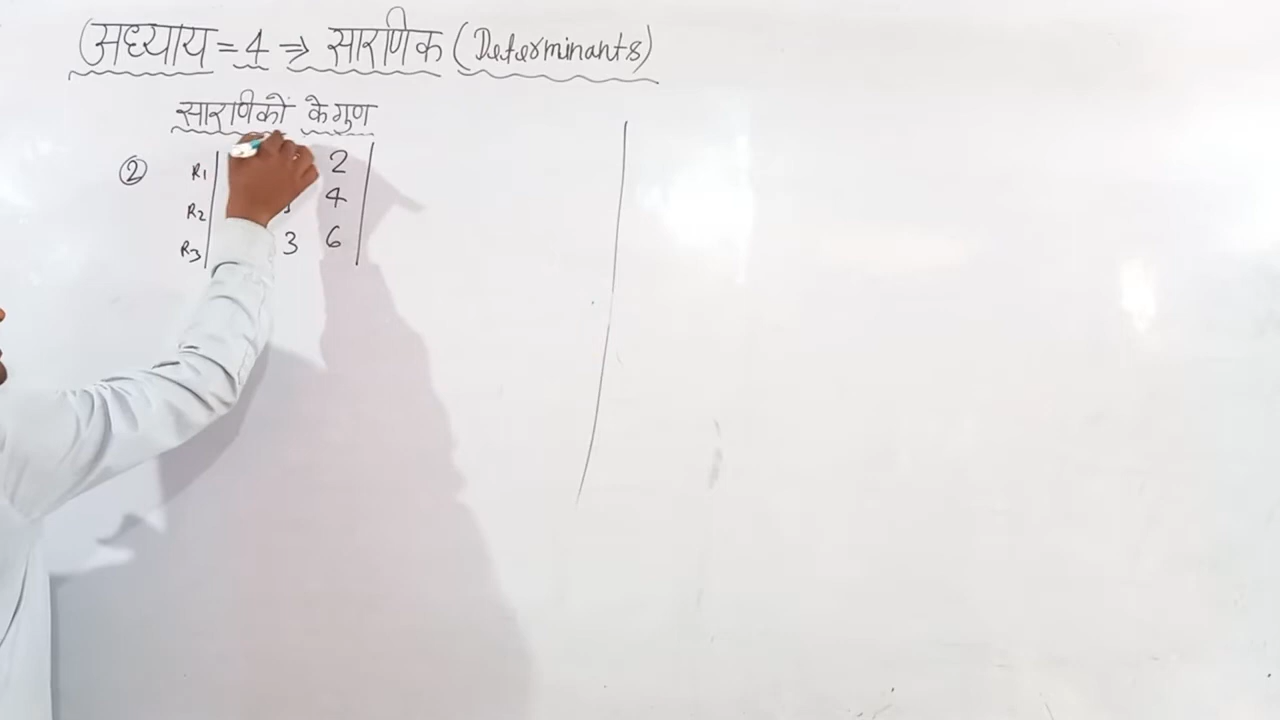 (अध्याय = 4 ⇒ सारणिक (Determinants)
सारणिकों के गुण
② R1 2
R2 4
R3 3 6